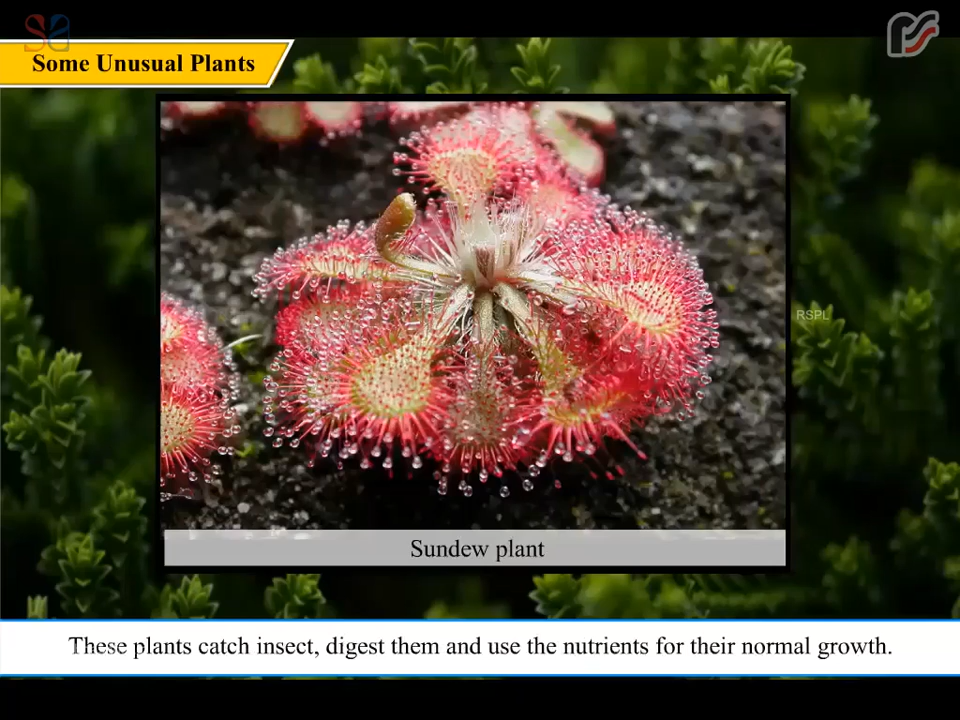 Some Unusual Plants
RSPL
Sundew plant
These plants catch insect, digest them and use the nutrients for their normal growth.